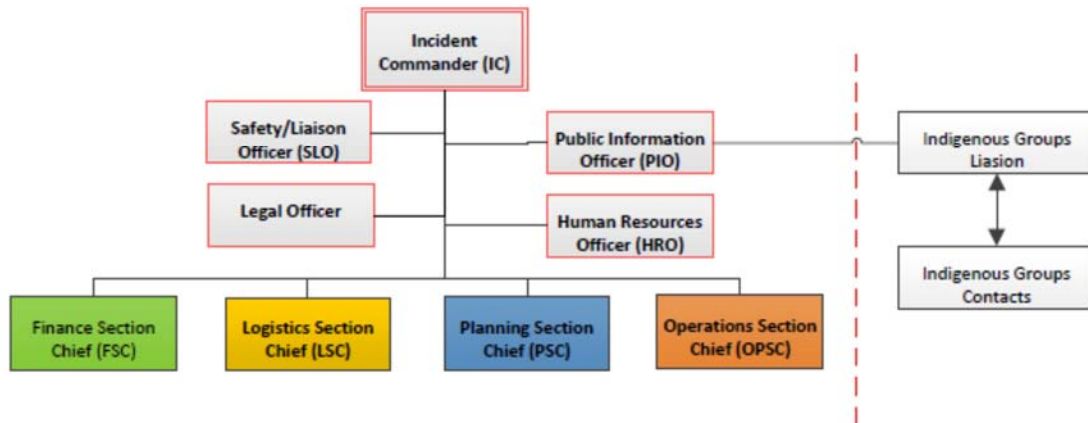 Incident
Commander (IC)
Safety/Liaison
Officer (SLO)
Public Information
Officer (PIO)
Indigenous Groups
Liasion
Legal Officer
Human Resources
Officer (HRO)
Indigenous Groups
Contacts
Finance Section
Chief (FSC)
Logistics Section
Chief (LSC)
Planning Section
Chief (PSC)
Operations Section
Chief (OPSC)